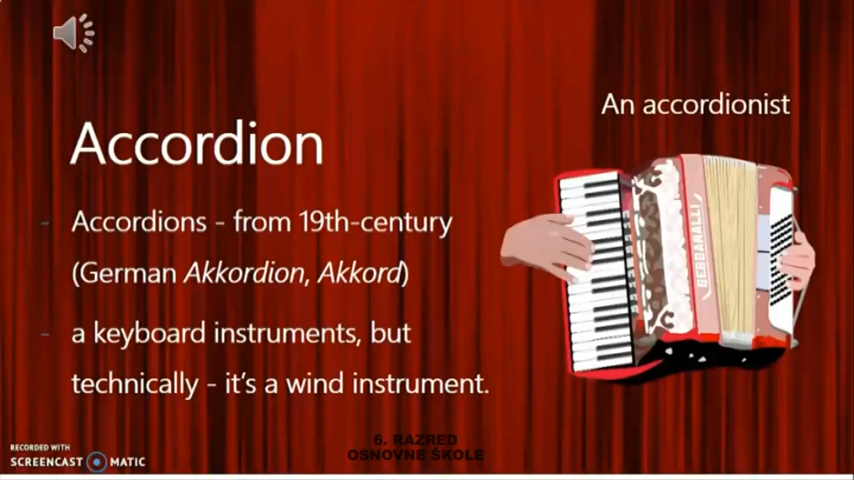 An accordionist
Accordion
- Accordions - from 19th-century
(German Akkordion, Akkord)
- a keyboard instruments, but
technically - it's a wind instrument.
BERBANALLI
6. RAZRED
OSNOVNE ŠKOLE
RECORDED WITH
SCREENCAST MATIC